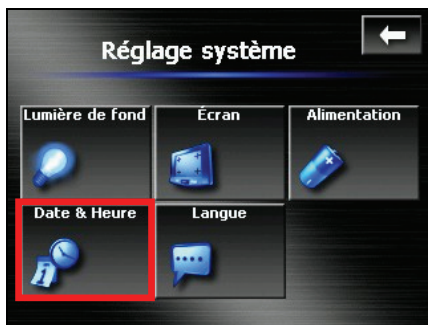 Réglage système
Lumière de fond
Écran
Alimentation
Date & Heure
Langue